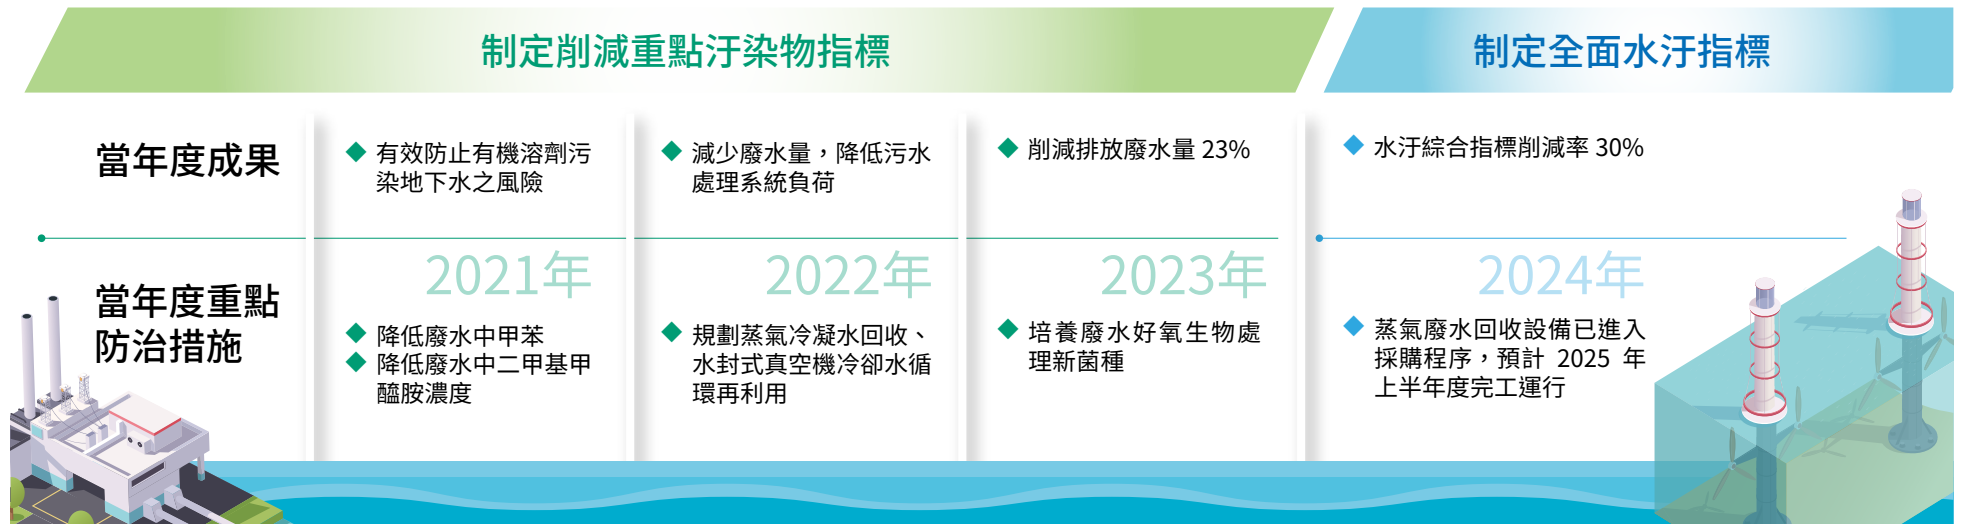 制定削減重點汙染物指標
制定全面水汙指標
當年度成果
◆ 有效防止有機溶劑污
染地下水之風險
◆ 減少廢水量，降低污水
處理系統負荷
◆ 削減排放廢水量 23%
◆ 水汙綜合指標削減率 30%
2021年
2022年
2023年
2024年
當年度重點
防治措施
◆ 降低廢水中甲苯
◆ 降低廢水中二甲基甲
醯胺濃度
◆ 規劃蒸氣冷凝水回收、
水封式真空機冷卻水循
環再利用
◆ 培養廢水好氧生物處
理新菌種
◆ 蒸氣廢水回收設備已進入
採購程序，預計 2025 年
上半年度完工運行